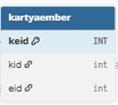 kartyaember
keid INT
kid int
eid int